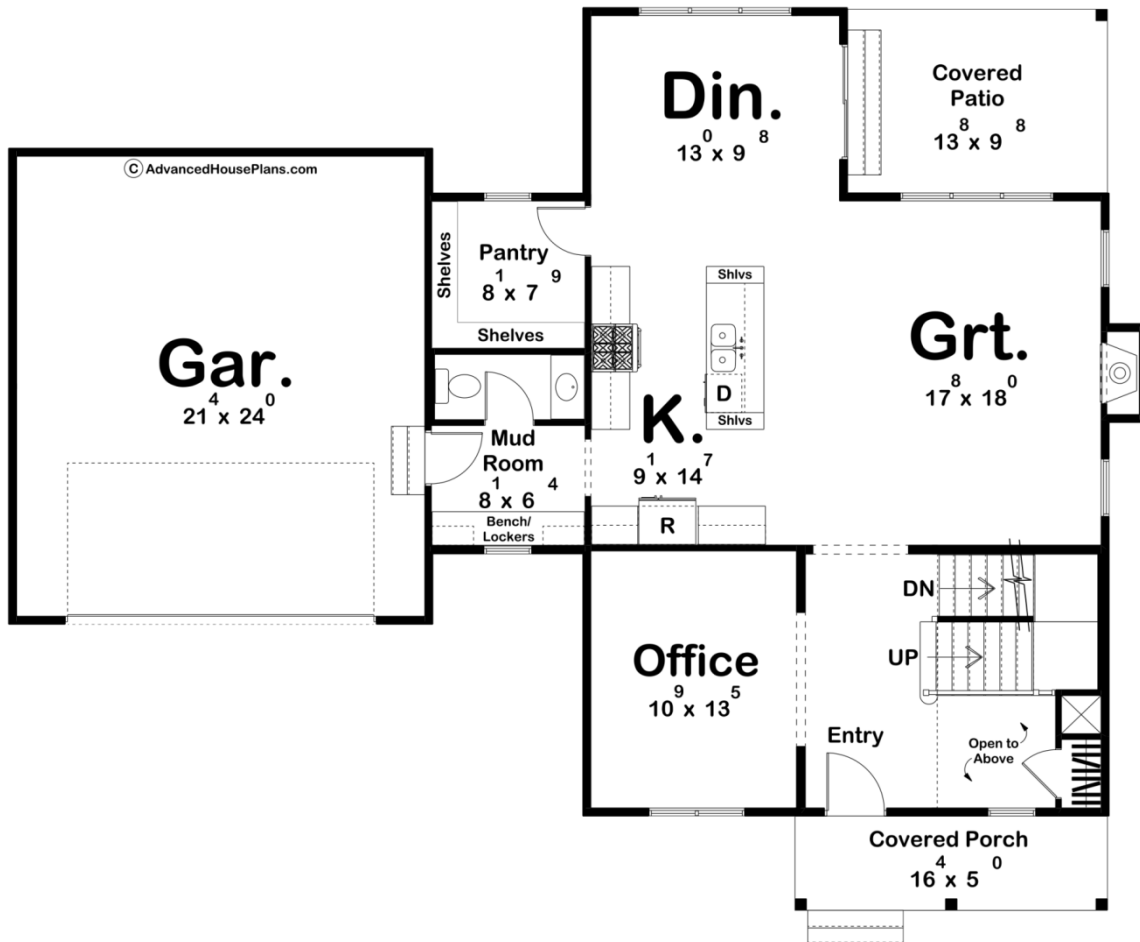 Din.
13⁰ x 9⁸
Covered
Patio
13⁸ x 9⁸
© AdvancedHousePlans.com
Shelves
Pantry
8¹ x 7⁹
Shelves
Shlvs
Gar.
21⁴ x 24⁰
Grt.
17⁸ x 18⁰
D
Shlvs
K.
9¹ x 14⁷
Mud
Room
8¹ x 6⁴
Bench/
Lockers
R
DN
UP
Office
10⁹ x 13⁵
Entry
Open to
Above
Covered Porch
16⁴ x 5⁰